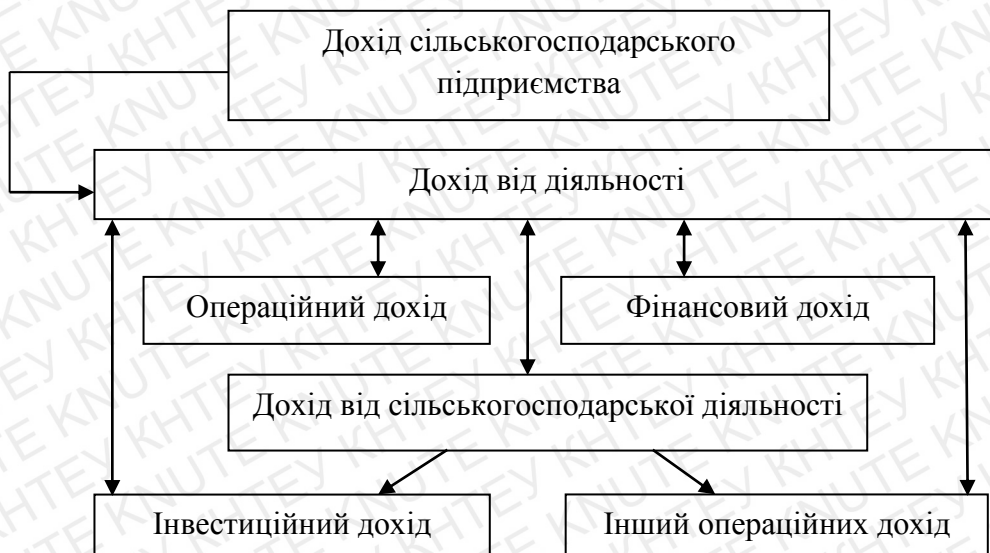 Дохід сільськогосподарського
підприємства
Дохід від діяльності
Операційний дохід
Фінансовий дохід
Дохід від сільськогосподарської діяльності
Інвестиційний дохід
Інший операційних дохід